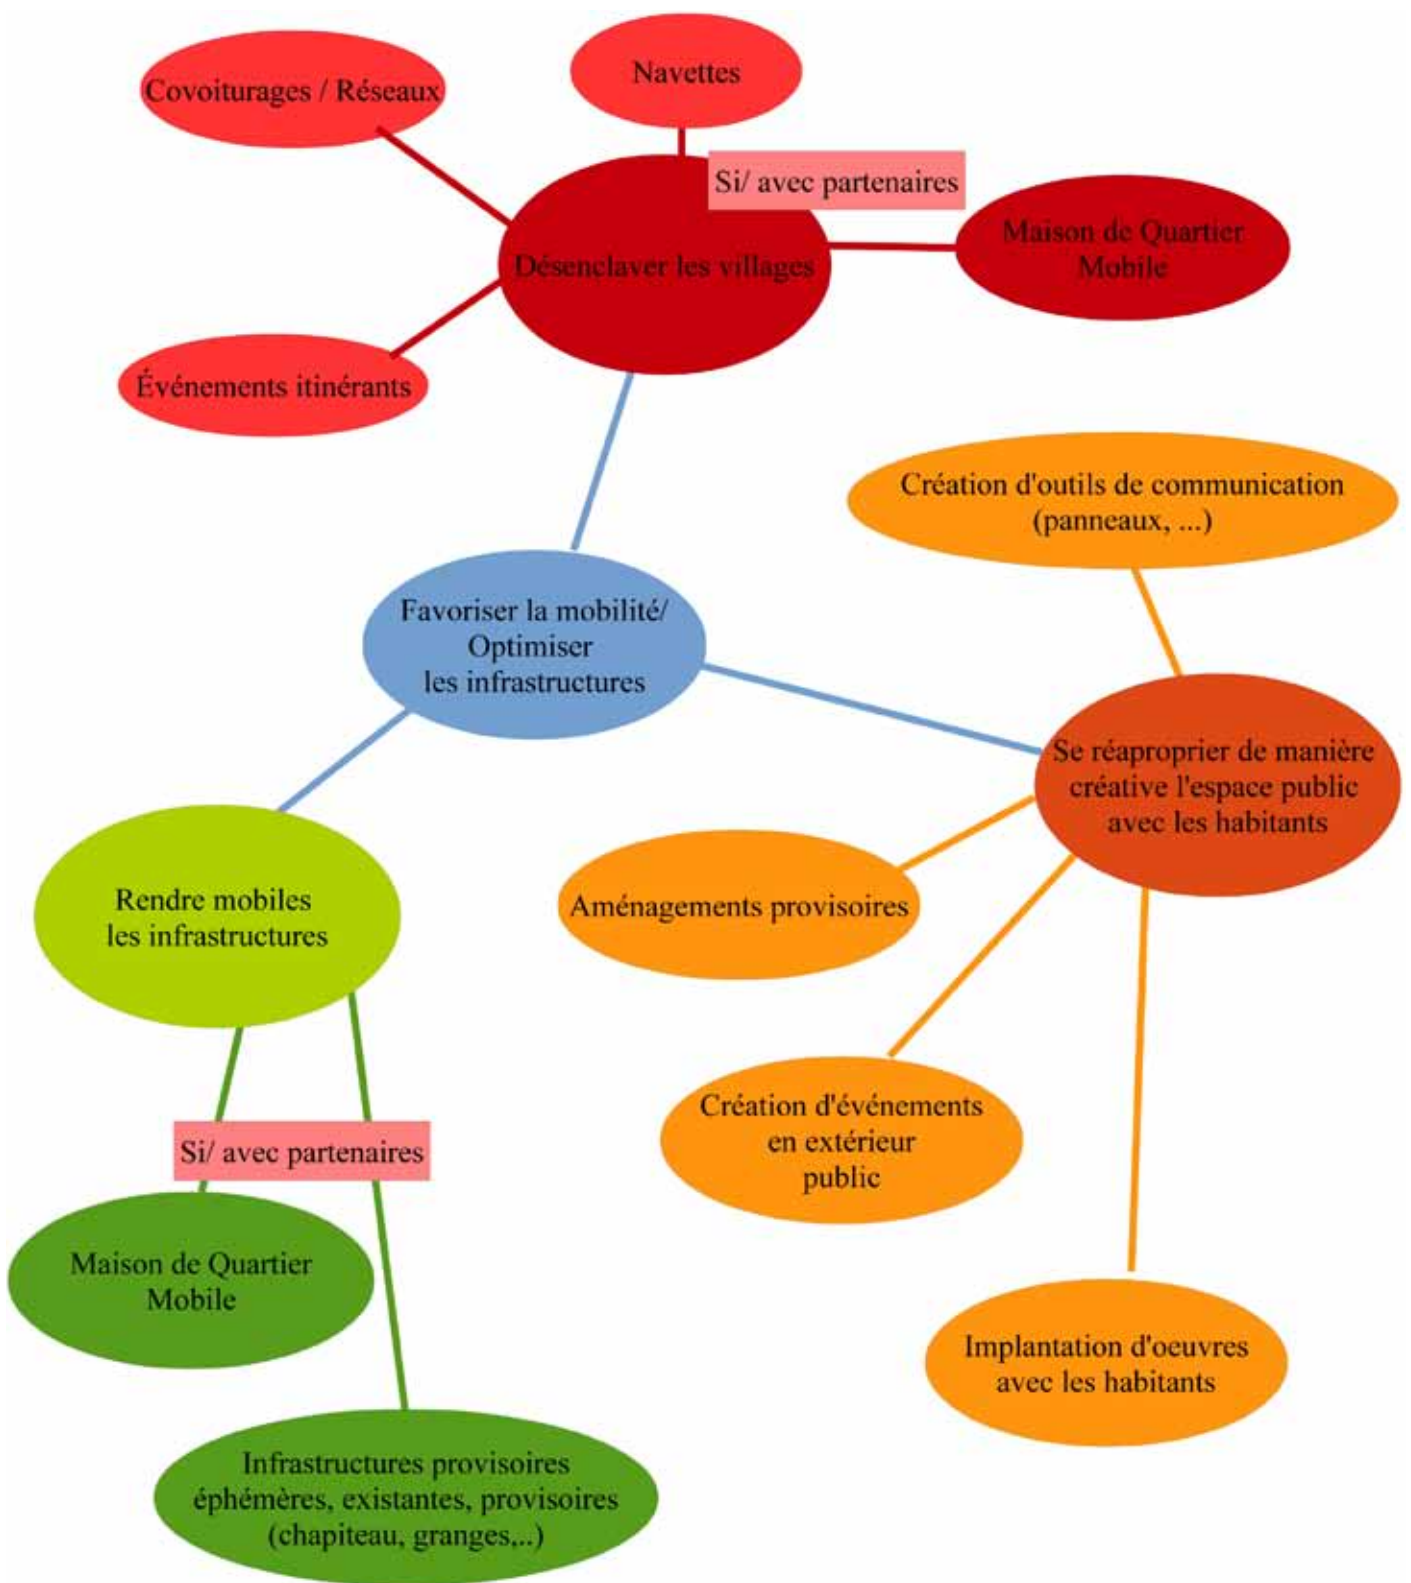 Covoiturages / Réseaux
Navettes
Si/ avec partenaires
Maison de Quartier
Mobile
Désenclaver les villages
Événements itinérants
Création d'outils de communication
(panneaux, ...)
Favoriser la mobilité/
Optimiser
les infrastructures
Se réaproprier de manière
créative l'espace public
avec les habitants
Aménagements provisoires
Rendre mobiles
les infrastructures
Création d'événements
en extérieur
public
Si/ avec partenaires
Maison de Quartier
Mobile
Implantation d'oeuvres
avec les habitants
Infrastructures provisoires
éphémères, existantes, provisoires
(chapiteau, granges,..)